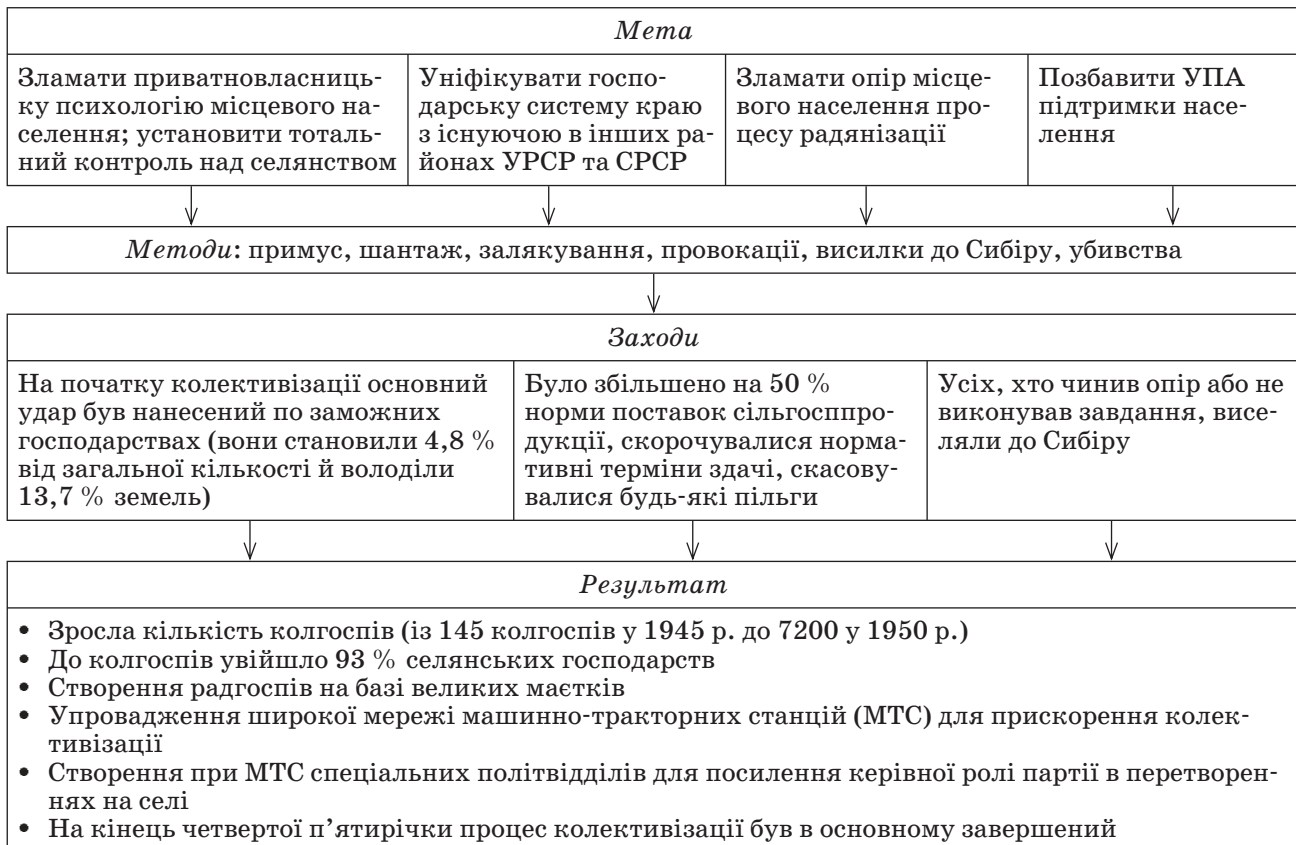 Мета
Зламати приватновласниць-
ку психологію місцевого на-
селення; установити тоталь-
ний контроль над селянством
Уніфікувати госпо-
дарську систему краю
з існуючою в інших ра-
йонах УРСР та СРСР
Зламати опір місце-
вого населення про-
цесу радянізації
Позбавити УПА
підтримки насе-
лення
Методи: примус, шантаж, залякування, провокації, висилки до Сибіру, убивства
Заходи
На початку колективізації основний
удар був нанесений по заможних
господарствах (вони становили 4,8 %
від загальної кількості й володіли
13,7 % земель)
Було збільшено на 50 %
норми поставок сільгосппро-
дукції, скорочувалися норма-
тивні терміни здачі, скасову-
валися будь-які пільги
Усіх, хто чинив опір або не
виконував завдання, висе-
ляли до Сибіру
Результат
• Зросла кількість колгоспів (із 145 колгоспів у 1945 р. до 7200 у 1950 р.)
• До колгоспів увійшло 93 % селянських господарств
• Створення радгоспів на базі великих маєтків
• Упровадження широкої мережі машинно-тракторних станцій (МТС) для прискорення колек-
тивізації
• Створення при МТС спеціальних політвідділів для посилення керівної ролі партії в перетворен-
нях на селі
• На кінець четвертої п’ятирічки процес колективізації був в основному завершений